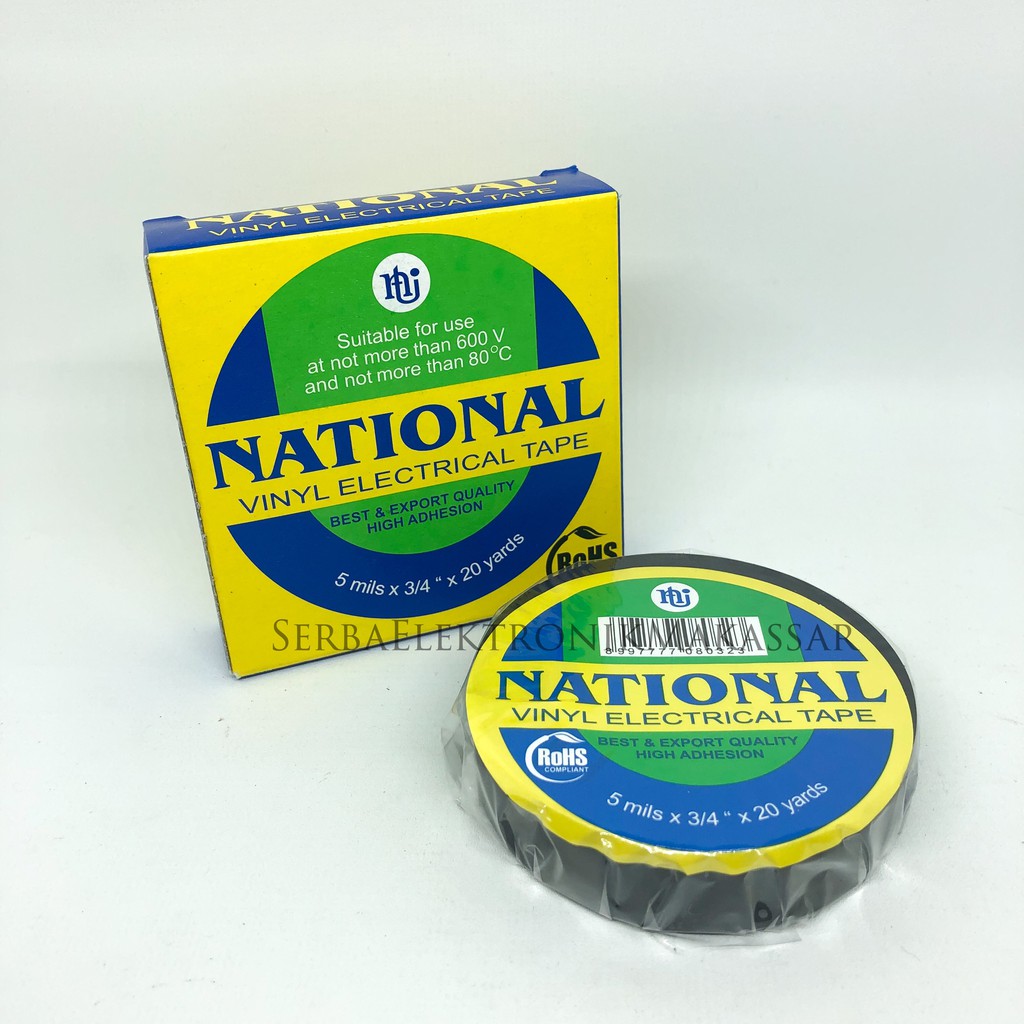 NATIONAL
VINYL ELECTRICAL TAPE
Suitable for use
at not more than 600 V
and not more than 80°C
NATIONAL
VINYL ELECTRICAL TAPE
BEST & EXPORT QUALITY
HIGH ADHESION
5 mils x 3/4 " x 20 yards
RoHS
SerbaElektronikMakassar
8997777080323
NATIONAL
VINYL ELECTRICAL TAPE
RoHS
COMPLIANT
BEST & EXPORT QUALITY
HIGH ADHESION
5 mils x 3/4 " x 20 yards